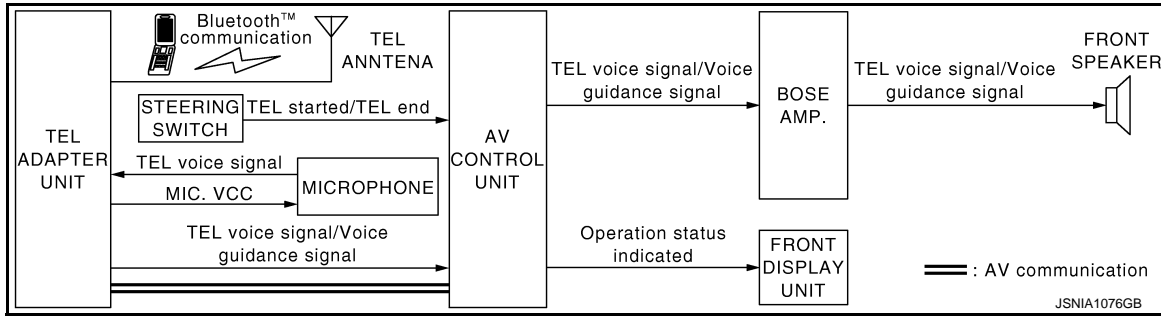 Bluetooth™
communication
TEL
ANNTENA
STEERING
SWITCH
TEL started/TEL end
TEL
ADAPTER
UNIT
TEL voice signal
MIC. VCC
MICROPHONE
TEL voice signal/Voice
guidance signal
AV
CONTROL
UNIT
TEL voice signal/Voice
guidance signal
BOSE
AMP.
TEL voice signal/Voice
guidance signal
FRONT
SPEAKER
Operation status
indicated
FRONT
DISPLAY
UNIT
: AV communication
JSNIA1076GB